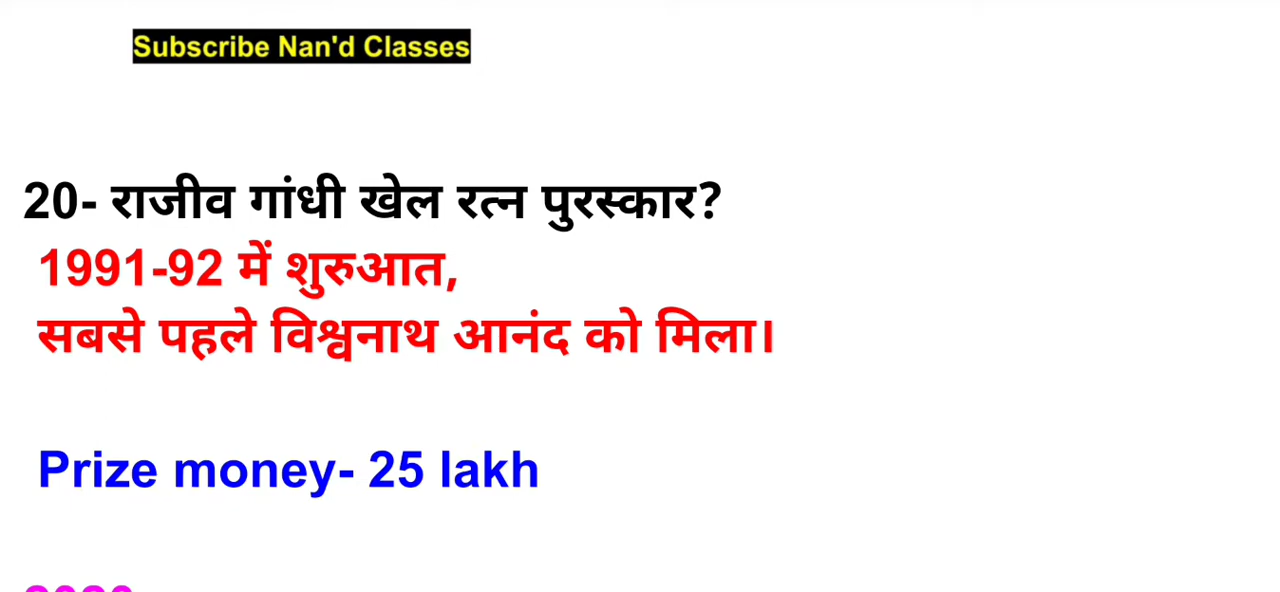 Subscribe Nan'd Classes
20- राजीव गांधी खेल रत्न पुरस्कार?
1991-92 में शुरुआत,
सबसे पहले विश्वनाथ आनंद को मिला।
Prize money- 25 lakh